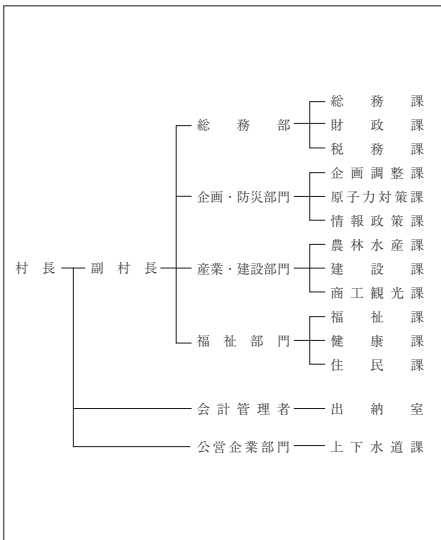 総務課
総務部
財政課
税務課
企画調整課
企画・防災部門
原子力対策課
情報政策課
農林水産課
村長
副村長
産業・建設部門
建設課
商工観光課
福祉課
福祉部門
健康課
住民課
会計管理者
出納室
公営企業部門
上下水道課